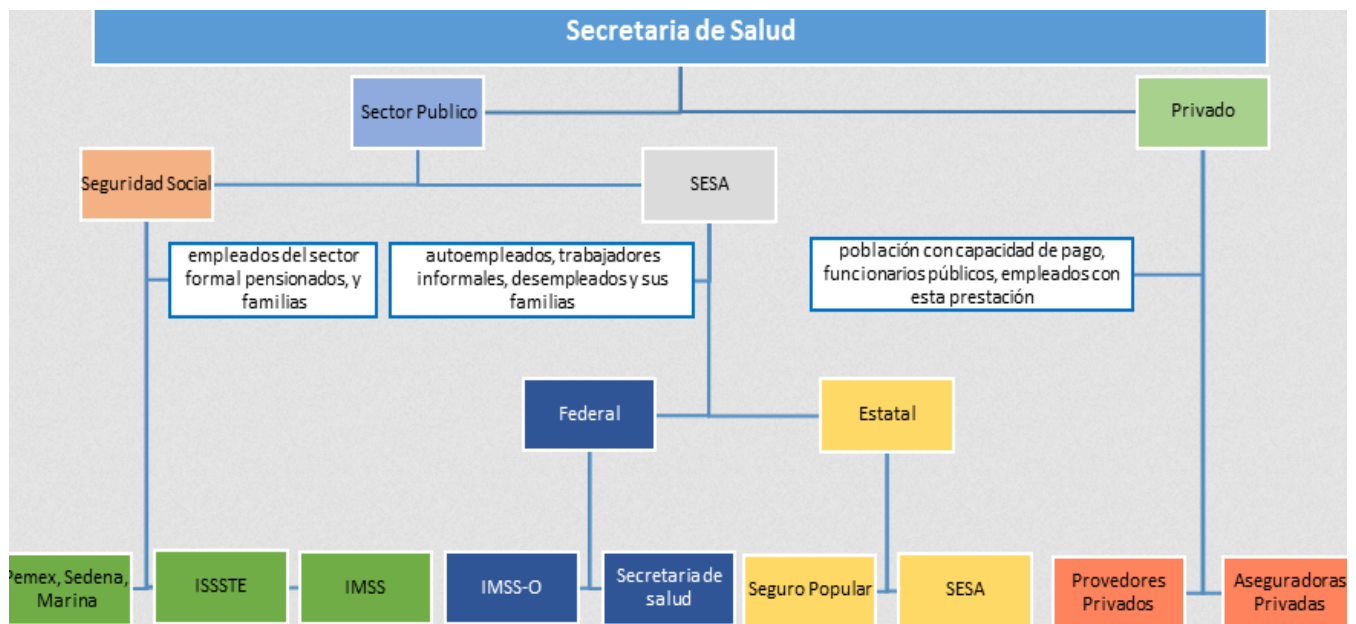 Secretaria de Salud
Sector Publico
Privado
Seguridad Social
SESA
empleados del sector
formal pensionados, y
familias
autoempleados, trabajadores
informales, desempleados y sus
familias
población con capacidad de pago,
funcionarios públicos, empleados con
esta prestación
Federal
Estatal
Pemex, Sedena,
Marina
ISSSTE
IMSS
IMSS-O
Secretaria de
salud
Seguro Popular
SESA
Provedores
Privados
Aseguradoras
Privadas